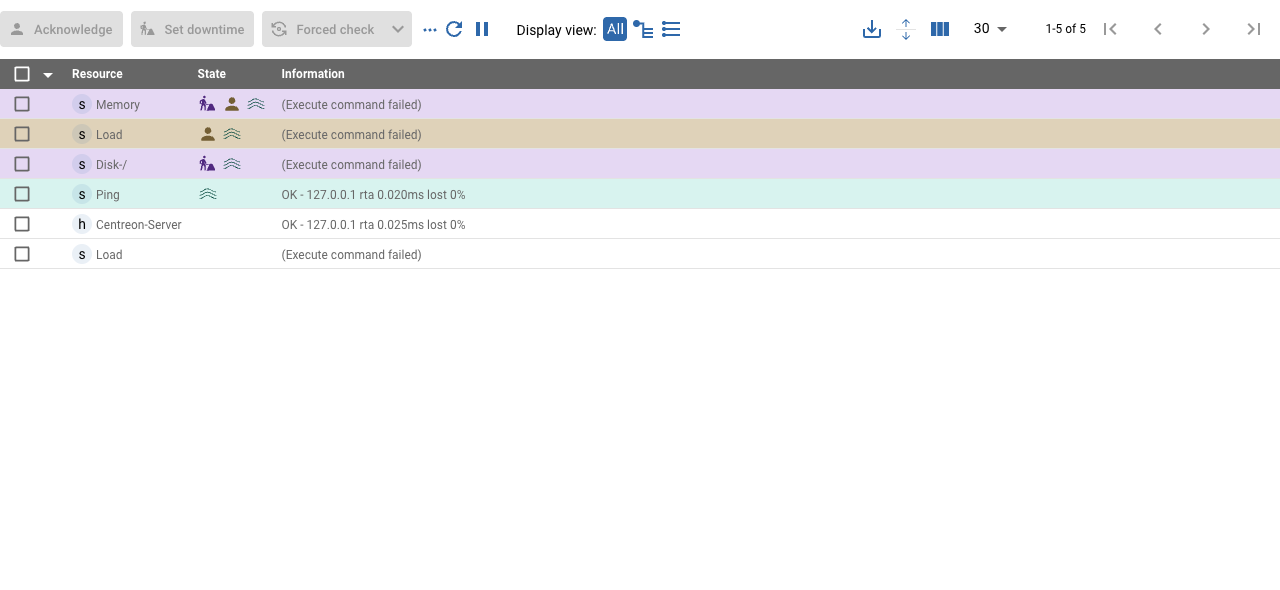 Acknowledge Set downtime Forced check Display view: All 30 1-5 of 5
Resource State Information
s Memory (Execute command failed)
s Load (Execute command failed)
s Disk-/ (Execute command failed)
s Ping OK - 127.0.0.1 rta 0.020ms lost 0%
h Centreon-Server OK - 127.0.0.1 rta 0.025ms lost 0%
s Load (Execute command failed)